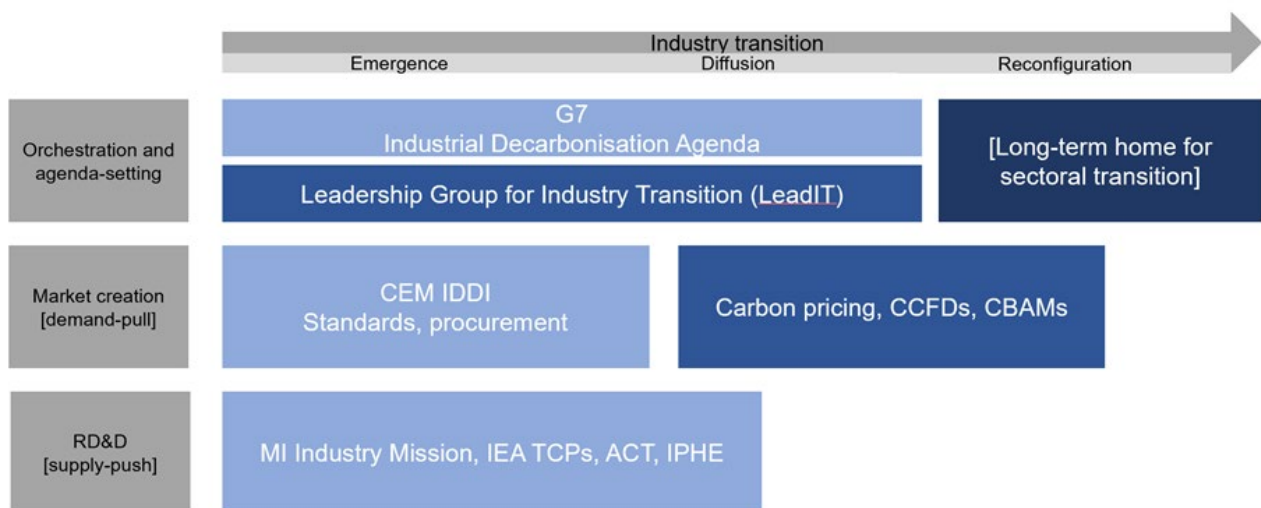 Industry transition
Emergence
Diffusion
Reconfiguration
Orchestration and
agenda-setting
G7
Industrial Decarbonisation Agenda
Leadership Group for Industry Transition (LeadIT)
[Long-term home for
sectoral transition]
Market creation
[demand-pull]
CEM IDDI
Standards, procurement
Carbon pricing, CCFDs, CBAMs
RD&D
[supply-push]
MI Industry Mission, IEA TCPs, ACT, IPHE